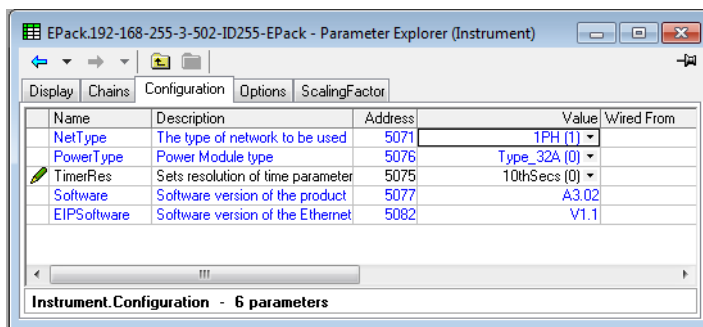 EPack.192-168-255-3-502-ID255-EPack - Parameter Explorer (Instrument)
Display Chains Configuration Options ScalingFactor
Name Description Address Value Wired From
NetType The type of network to be used 5071 1PH (1)
PowerType Power Module type 5076 Type_32A (0)
TimerRes Sets resolution of time parameter 5075 10thSecs (0)
Software Software version of the product 5077 A3.02
EIPSoftware Software version of the Ethernet 5082 V1.1
Instrument.Configuration - 6 parameters